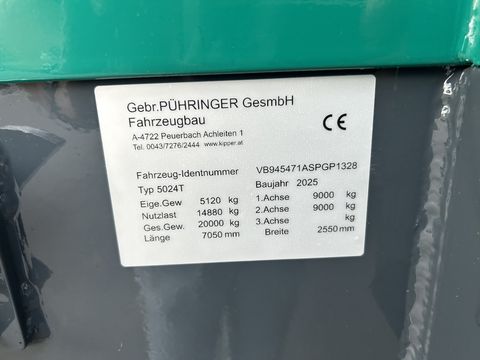 Gebr.PÜHRINGER GesmbH
Fahrzeugbau
A-4722 Peuerbach Achleiten 1
Tel. 0043/7276/2444 www.kipper.at
CE
Fahrzeug-Identnummer VB945471ASPGP1328
Typ 5024T Baujahr 2025
Eige.Gew 5120 kg 1.Achse 9000 kg
Nutzlast 14880 kg 2.Achse 9000 kg
Ges.Gew. 20000 kg 3.Achse kg
Länge 7050 mm Breite 2550 mm